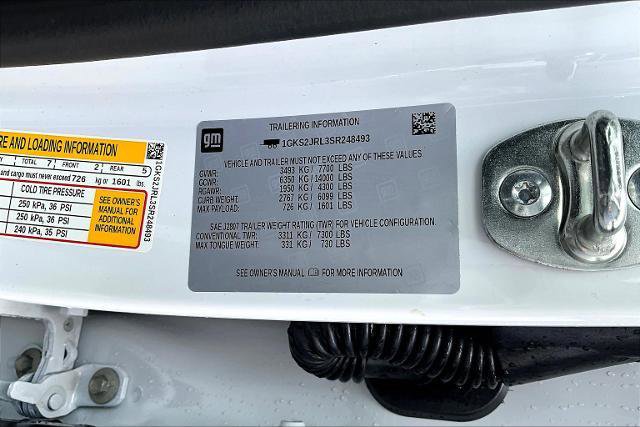 RE AND LOADING INFORMATION
TOTAL 7 FRONT 2 REAR 5
and cargo must never exceed 726 kg or 1601 lbs.
COLD TIRE PRESSURE
250 kPa, 36 PSI
250 kPa, 36 PSI
240 kPa, 35 PSI
SEE OWNER'S
MANUAL FOR
ADDITIONAL
INFORMATION
1GKS2JRL3SR248493
gm
TRAILERING INFORMATION
1GKS2JRL3SR248493
VEHICLE AND TRAILER MUST NOT EXCEED ANY OF THESE VALUES
GVWR: 3493 KG / 7700 LBS
GCWR: 6350 KG / 14000 LBS
RGAWR: 1950 KG / 4300 LBS
CURB WEIGHT: 2767 KG / 6099 LBS
MAX PAYLOAD: 726 KG / 1601 LBS
SAE J2807 TRAILER WEIGHT RATING (TWR) FOR VEHICLE CONFIGURATION.
CONVENTIONAL TWR: 3311 KG / 7300 LBS
MAX TONGUE WEIGHT: 331 KG / 730 LBS
SEE OWNER'S MANUAL FOR MORE INFORMATION